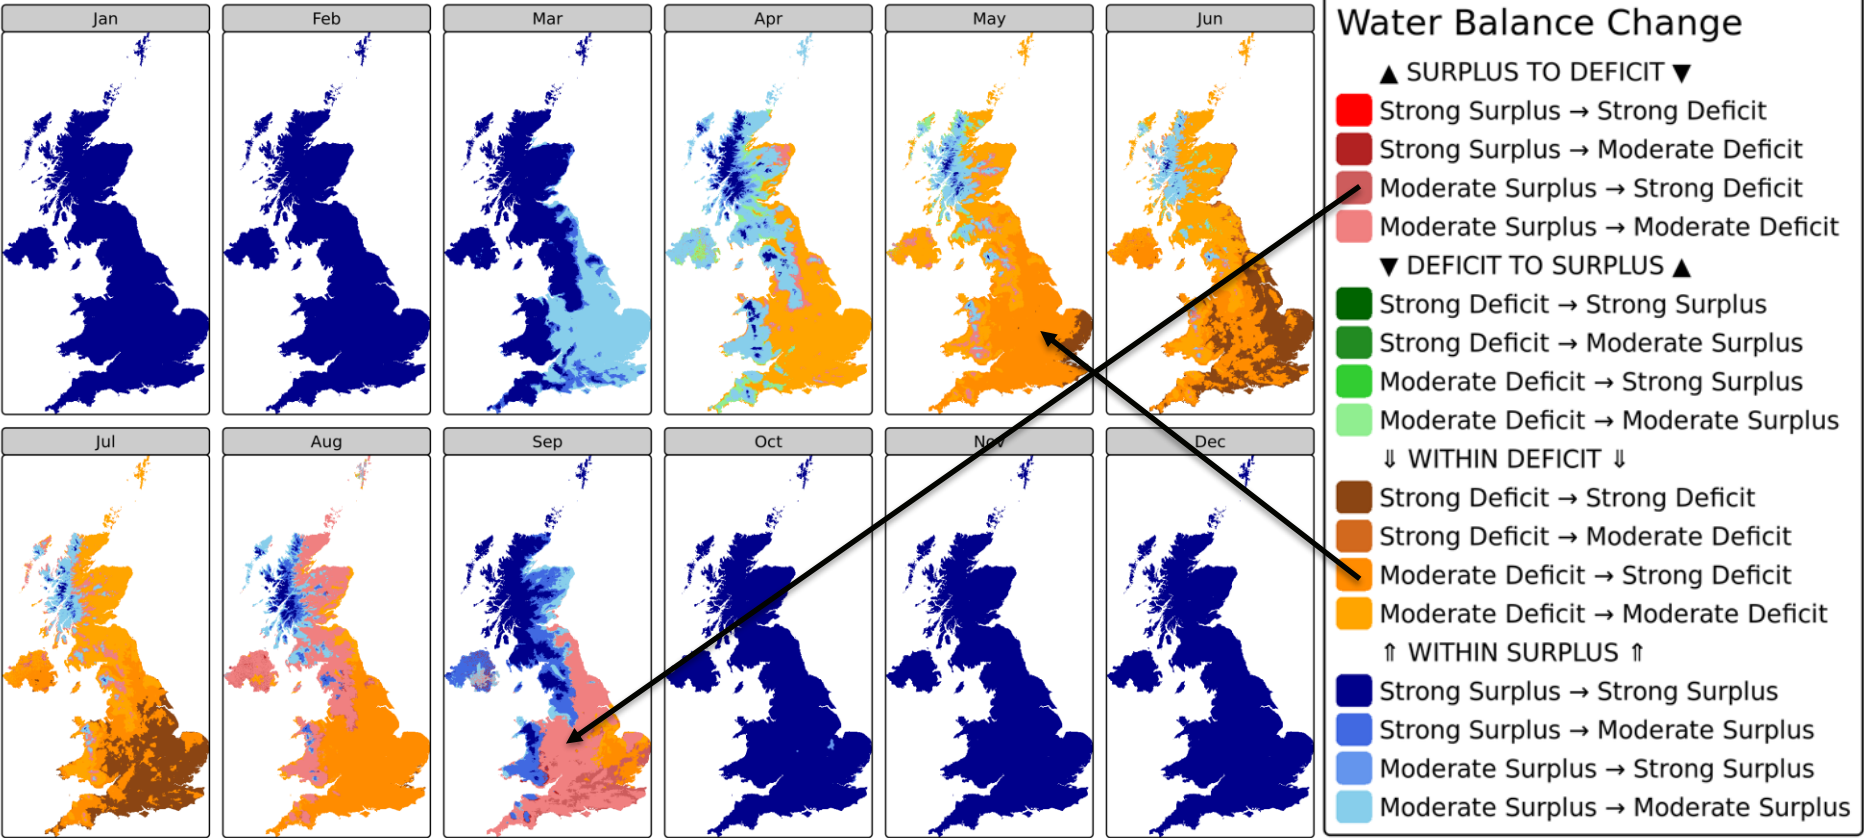 Jan
Feb
Mar
Apr
May
Jun
Jul
Aug
Sep
Oct
Nov
Dec
Water Balance Change
▲ SURPLUS TO DEFICIT ▼
Strong Surplus → Strong Deficit
Strong Surplus → Moderate Deficit
Moderate Surplus → Strong Deficit
Moderate Surplus → Moderate Deficit
▼ DEFICIT TO SURPLUS ▲
Strong Deficit → Strong Surplus
Strong Deficit → Moderate Surplus
Moderate Deficit → Strong Surplus
Moderate Deficit → Moderate Surplus
⇓ WITHIN DEFICIT ⇓
Strong Deficit → Strong Deficit
Strong Deficit → Moderate Deficit
Moderate Deficit → Strong Deficit
Moderate Deficit → Moderate Deficit
⇑ WITHIN SURPLUS ⇑
Strong Surplus → Strong Surplus
Strong Surplus → Moderate Surplus
Moderate Surplus → Strong Surplus
Moderate Surplus → Moderate Surplus